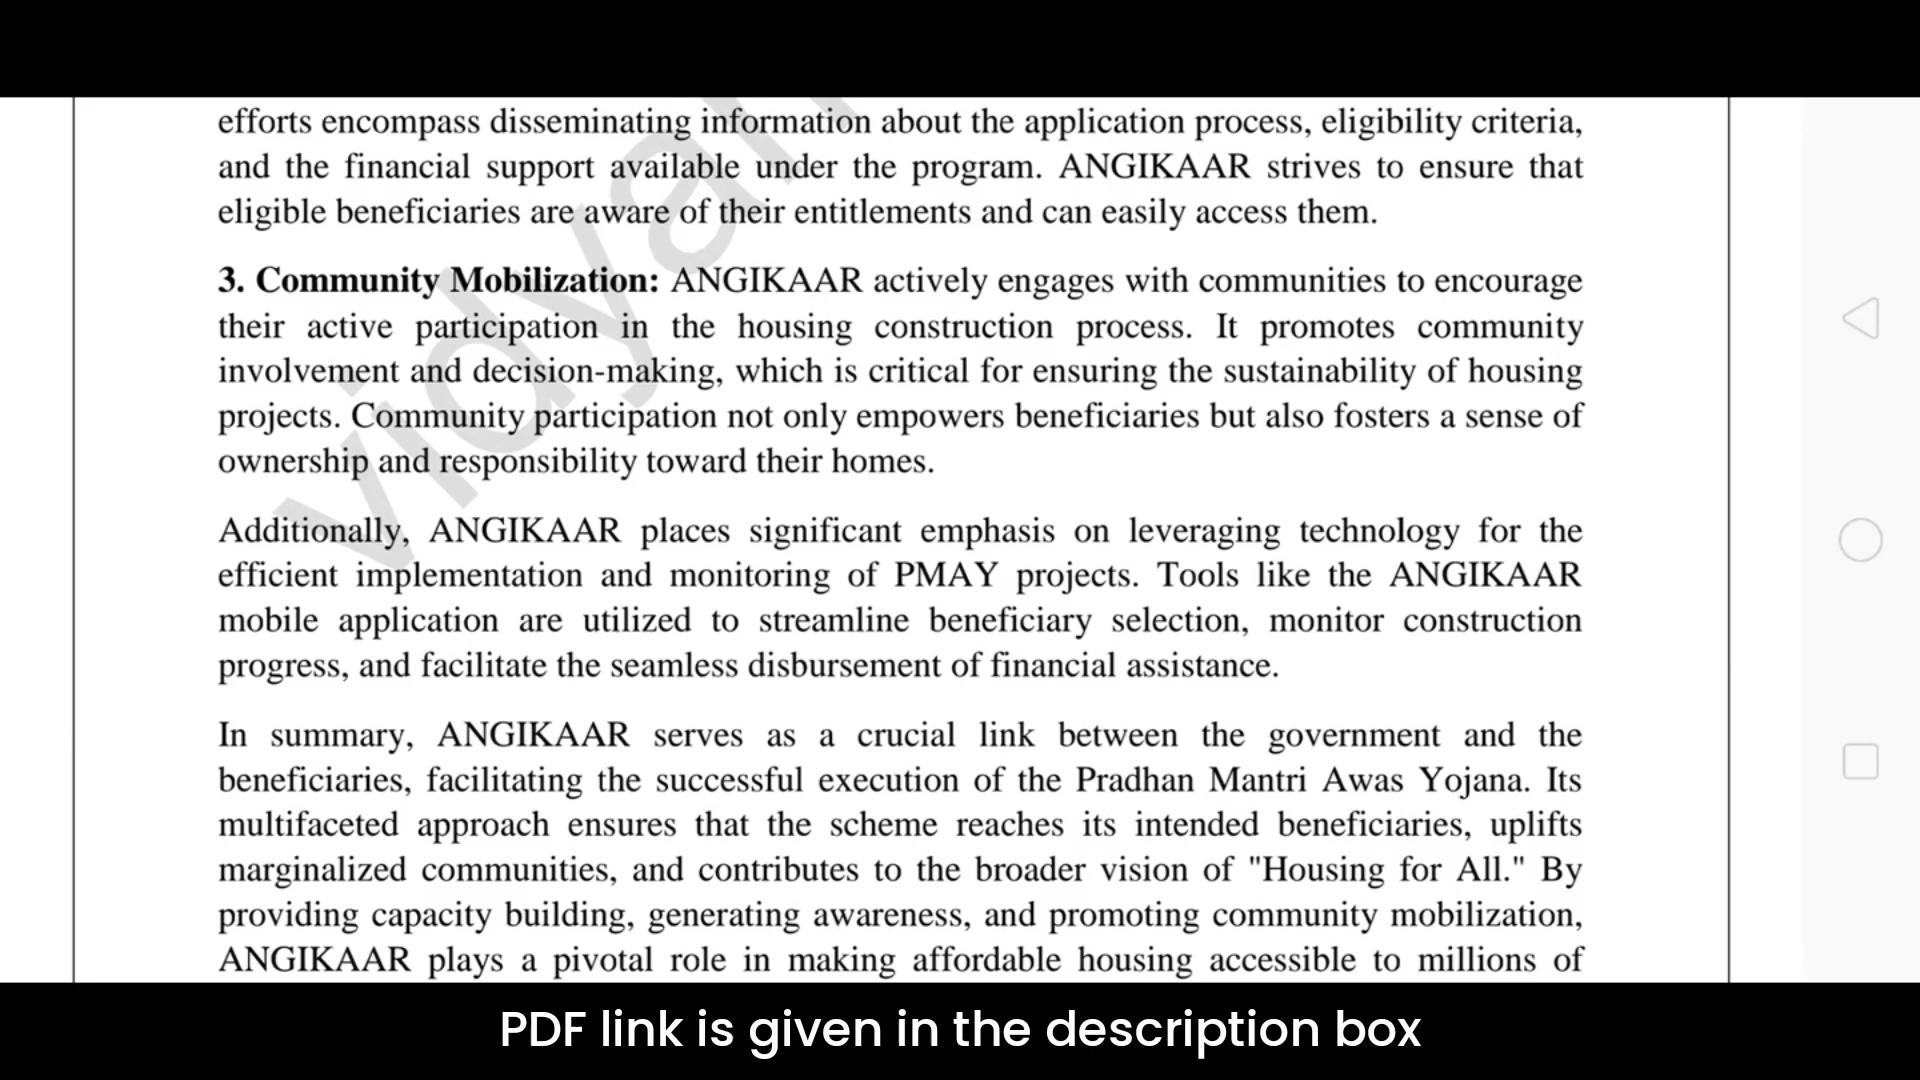 efforts encompass disseminating information about the application process, eligibility criteria,
and the financial support available under the program. ANGIKAAR strives to ensure that
eligible beneficiaries are aware of their entitlements and can easily access them.
3. Community Mobilization: ANGIKAAR actively engages with communities to encourage
their active participation in the housing construction process. It promotes community
involvement and decision-making, which is critical for ensuring the sustainability of housing
projects. Community participation not only empowers beneficiaries but also fosters a sense of
ownership and responsibility toward their homes.
Additionally, ANGIKAAR places significant emphasis on leveraging technology for the
efficient implementation and monitoring of PMAY projects. Tools like the ANGIKAAR
mobile application are utilized to streamline beneficiary selection, monitor construction
progress, and facilitate the seamless disbursement of financial assistance.
In summary, ANGIKAAR serves as a crucial link between the government and the
beneficiaries, facilitating the successful execution of the Pradhan Mantri Awas Yojana. Its
multifaceted approach ensures that the scheme reaches its intended beneficiaries, uplifts
marginalized communities, and contributes to the broader vision of "Housing for All." By
providing capacity building, generating awareness, and promoting community mobilization,
ANGIKAAR plays a pivotal role in making affordable housing accessible to millions of
PDF link is given in the description box